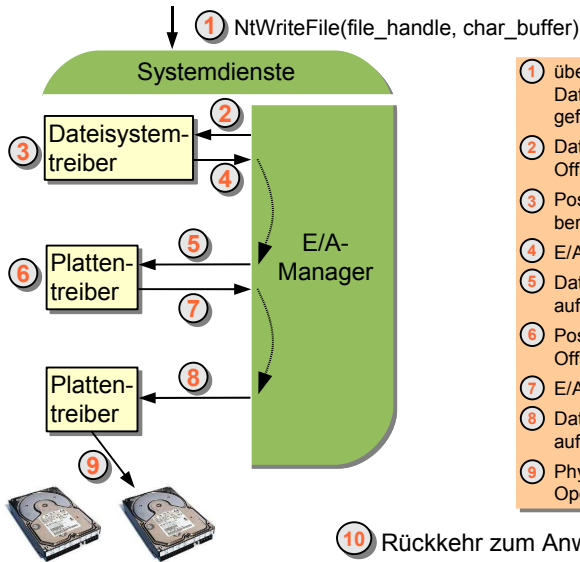 1 NtWriteFile(file_handle, char_buffer)
Systemdienste
2
Dateisystem-
treiber
3
4
E/A-
Manager
5
Platten-
treiber
6
7
8
Platten-
treiber
9
1 übe
Dat
gef
2 Dat
Off
3 Pos
ber
4 E/A
5 Dat
auf
6 Pos
Off
7 E/A
8 Dat
auf
9 Phy
Ope
10 Rückkehr zum Anw